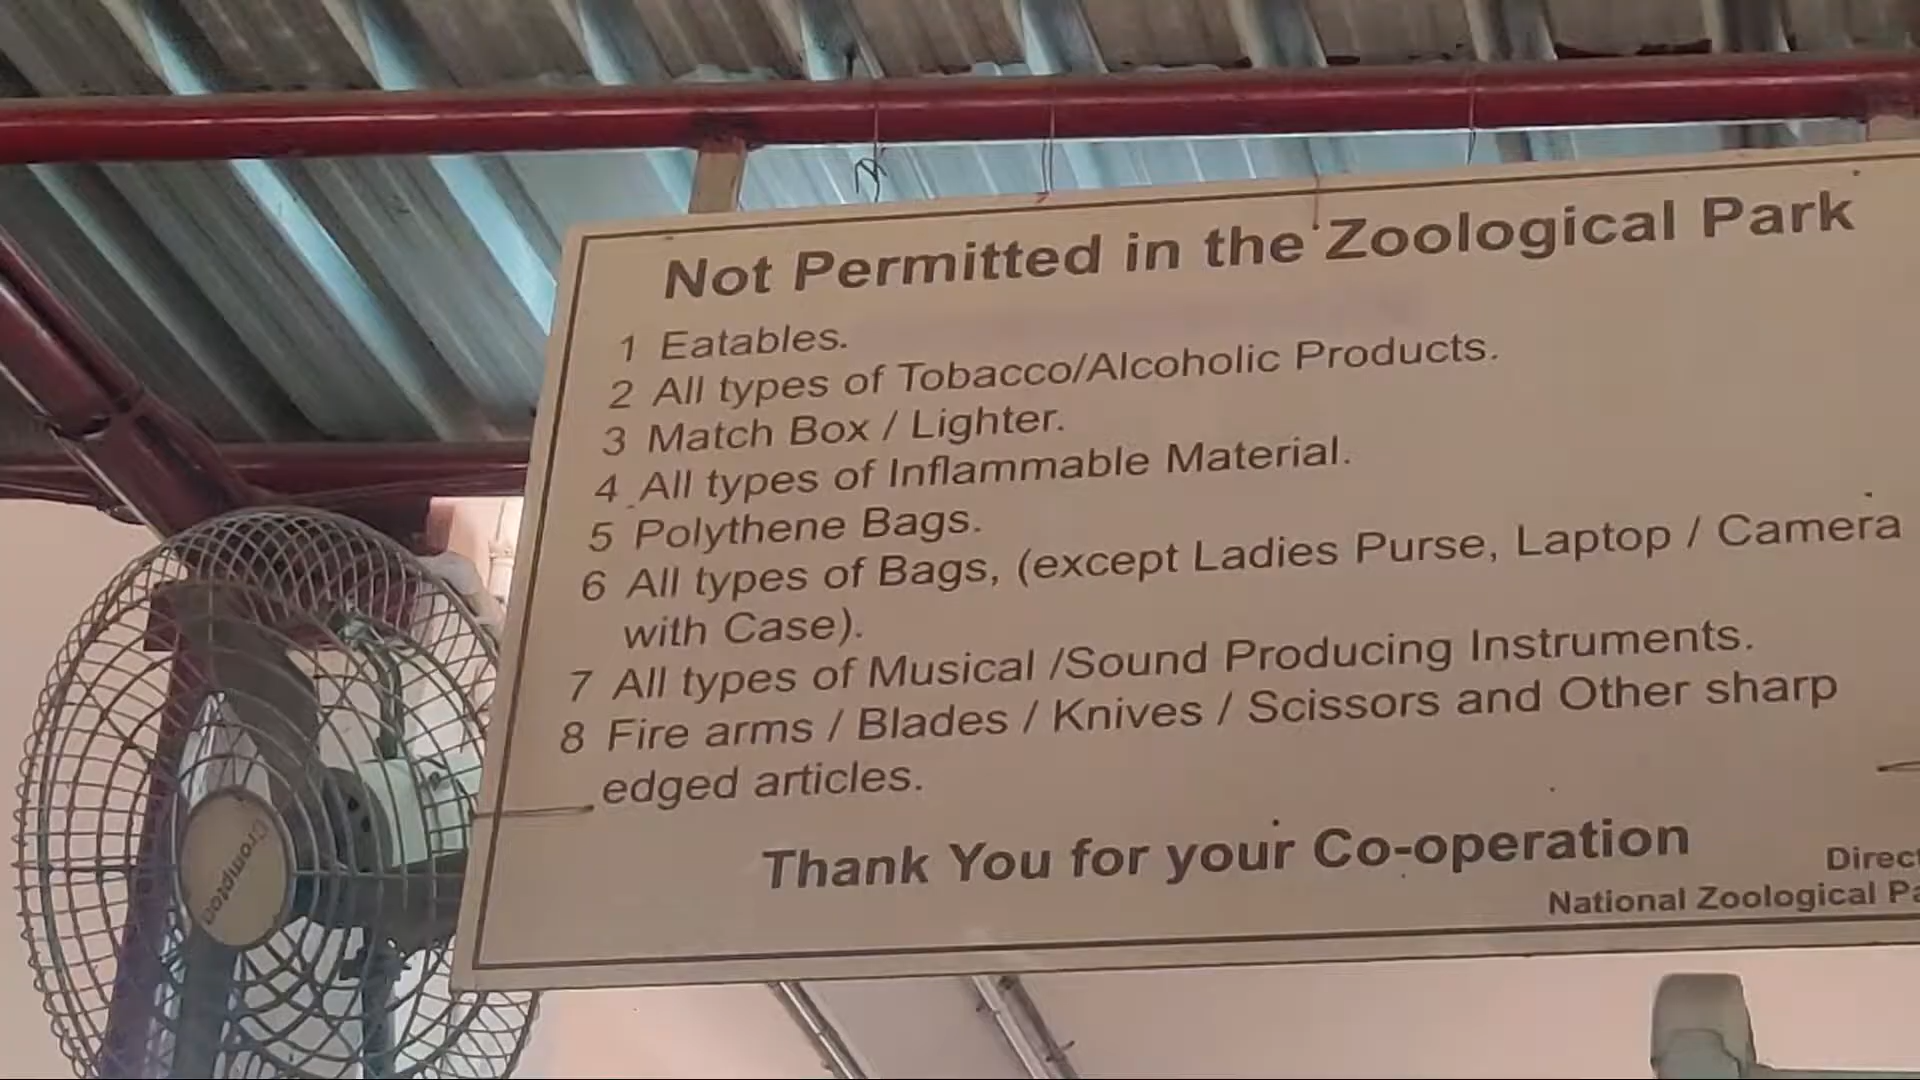 Not Permitted in the Zoological Park
1 Eatables.
2 All types of Tobacco/Alcoholic Products.
3 Match Box / Lighter.
4 All types of Inflammable Material.
5 Polythene Bags.
6 All types of Bags, (except Ladies Purse, Laptop / Camera
with Case).
7 All types of Musical /Sound Producing Instruments.
8 Fire arms / Blades / Knives / Scissors and Other sharp
edged articles.
Thank You for your Co-operation
National Zoological
Crompton